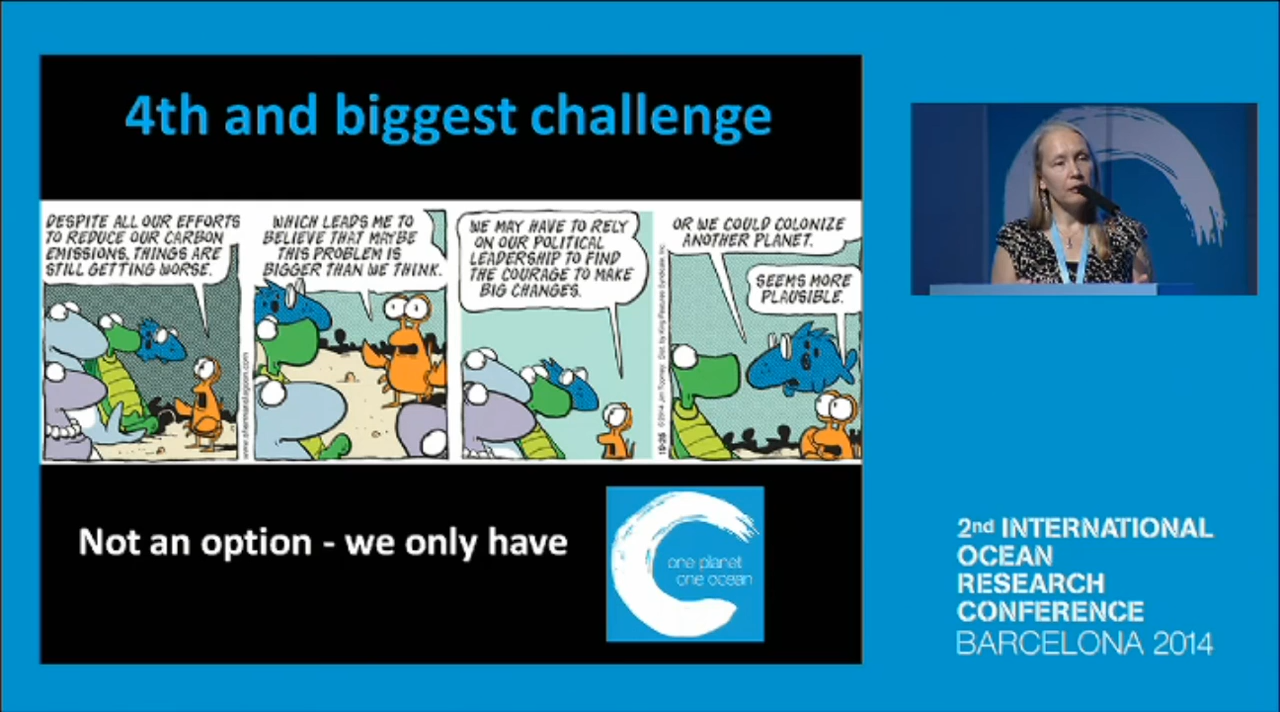 4th and biggest challenge
DESPITE ALL OUR EFFORTS
TO REDUCE OUR CARBON
EMISSIONS, THINGS ARE
STILL GETTING WORSE.
WHICH LEADS ME TO
BELIEVE THAT MAYBE
THIS PROBLEM IS
BIGGER THAN WE THINK.
WE MAY HAVE TO RELY
ON OUR POLITICAL
LEADERSHIP TO FIND
THE COURAGE TO MAKE
BIG CHANGES.
OR WE COULD COLONIZE
ANOTHER PLANET.
SEEMS MORE
PLAUSIBLE.
www.shermanslagoon.com
Not an option - we only have
one planet
one ocean
2nd INTERNATIONAL
OCEAN
RESEARCH
CONFERENCE
BARCELONA 2014